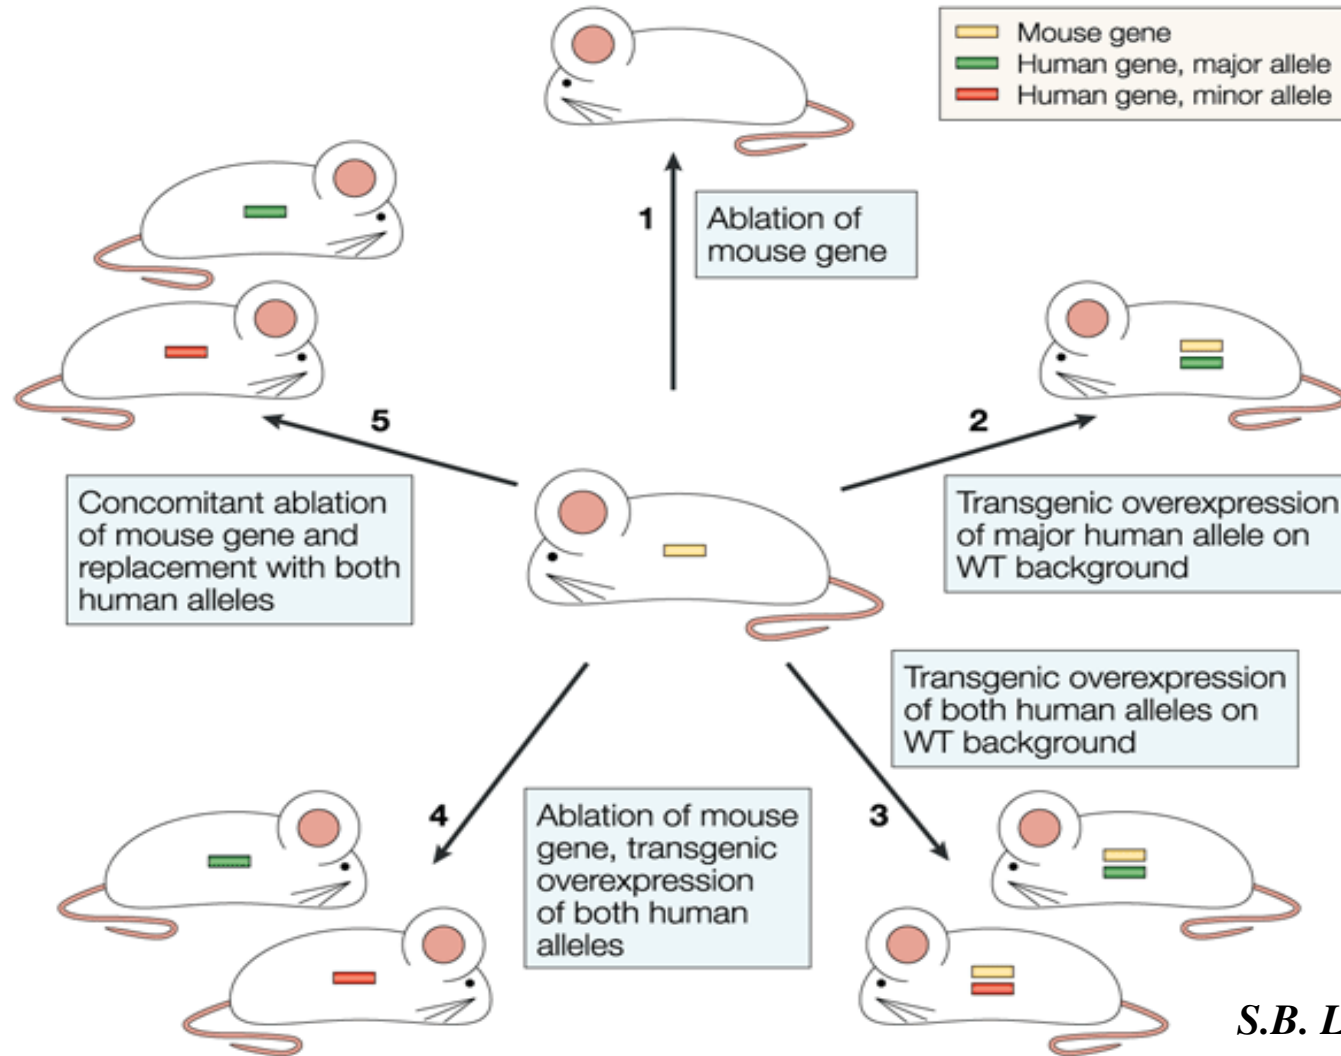 Mouse gene
Human gene, major allele
Human gene, minor allele
1
Ablation of
mouse gene
5
2
Concomitant ablation
of mouse gene and
replacement with both
human alleles
Transgenic overexpression
of major human allele on
WT background
Transgenic overexpression
of both human alleles on
WT background
4
Ablation of mouse
gene, transgenic
overexpression
of both human
alleles
3
S.B. L